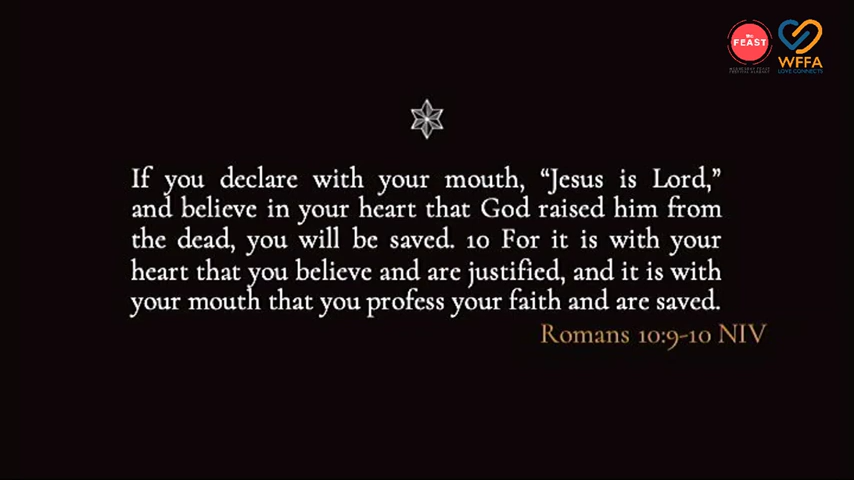 THE
FEAST
WFFA
LOVE CONNECTS
If you declare with your mouth, “Jesus is Lord,”
and believe in your heart that God raised him from
the dead, you will be saved. 10 For it is with your
heart that you believe and are justified, and it is with
your mouth that you profess your faith and are saved.
Romans 10:9-10 NIV